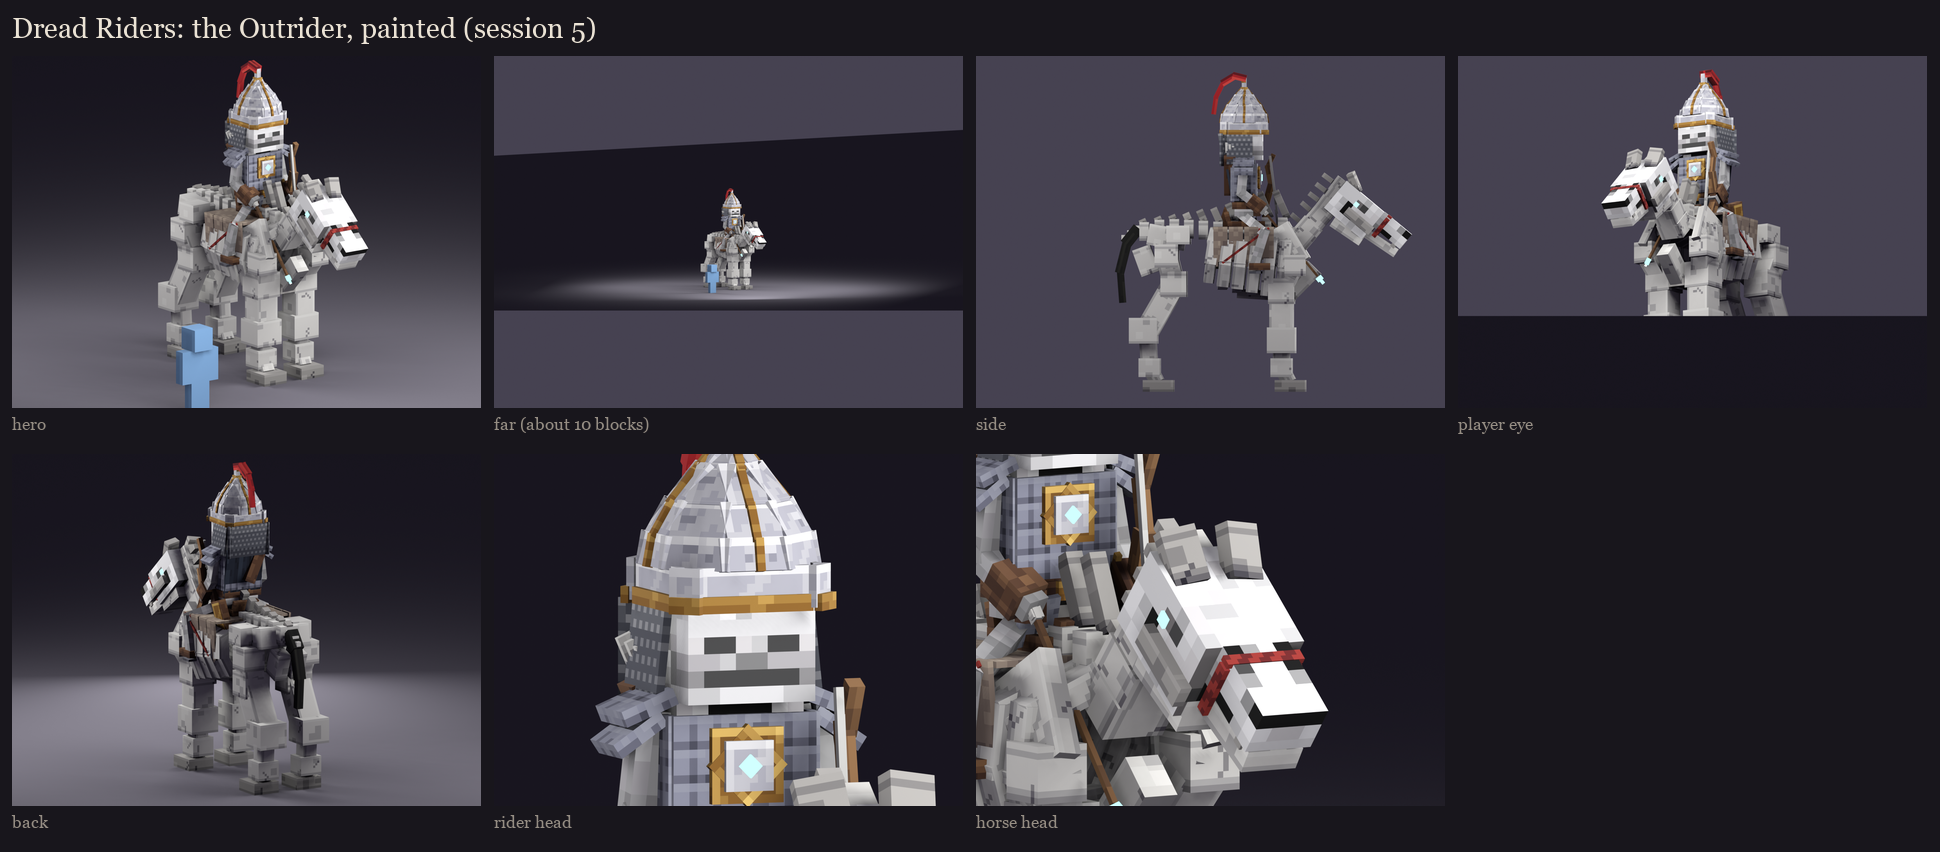 Dread Riders: the Outrider, painted (session 5)
hero
far (about 10 blocks)
side
player eye
back
rider head
horse head